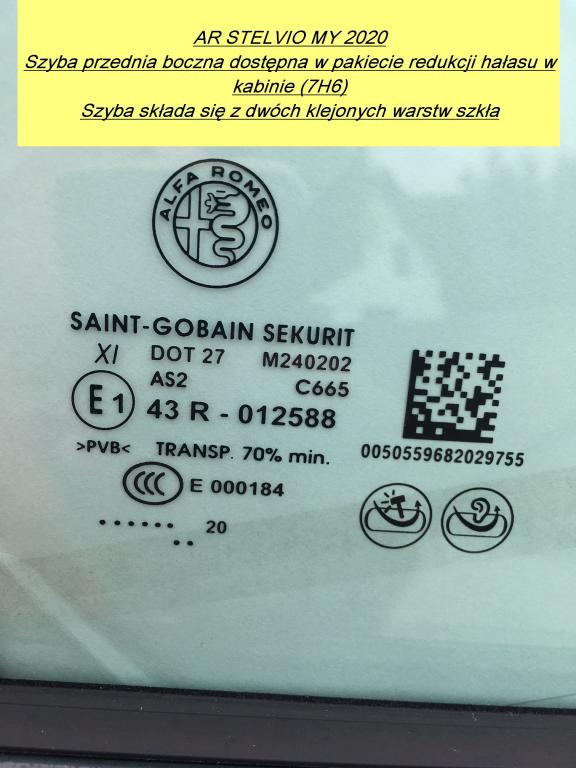 AR STELVIO MY 2020
Szyba przednia boczna dostępna w pakiecie redukcji hałasu w
kabinie (7H6)
Szyba składa się z dwóch klejonych warstw szkła
ALFA ROMEO
SAINT-GOBAIN SEKURIT
XI DOT 27 M240202
AS2 C665
E1 43 R - 012588
>PVB< TRANSP. 70% min.
0050559682029755
CCC E 000184
...... 20
..